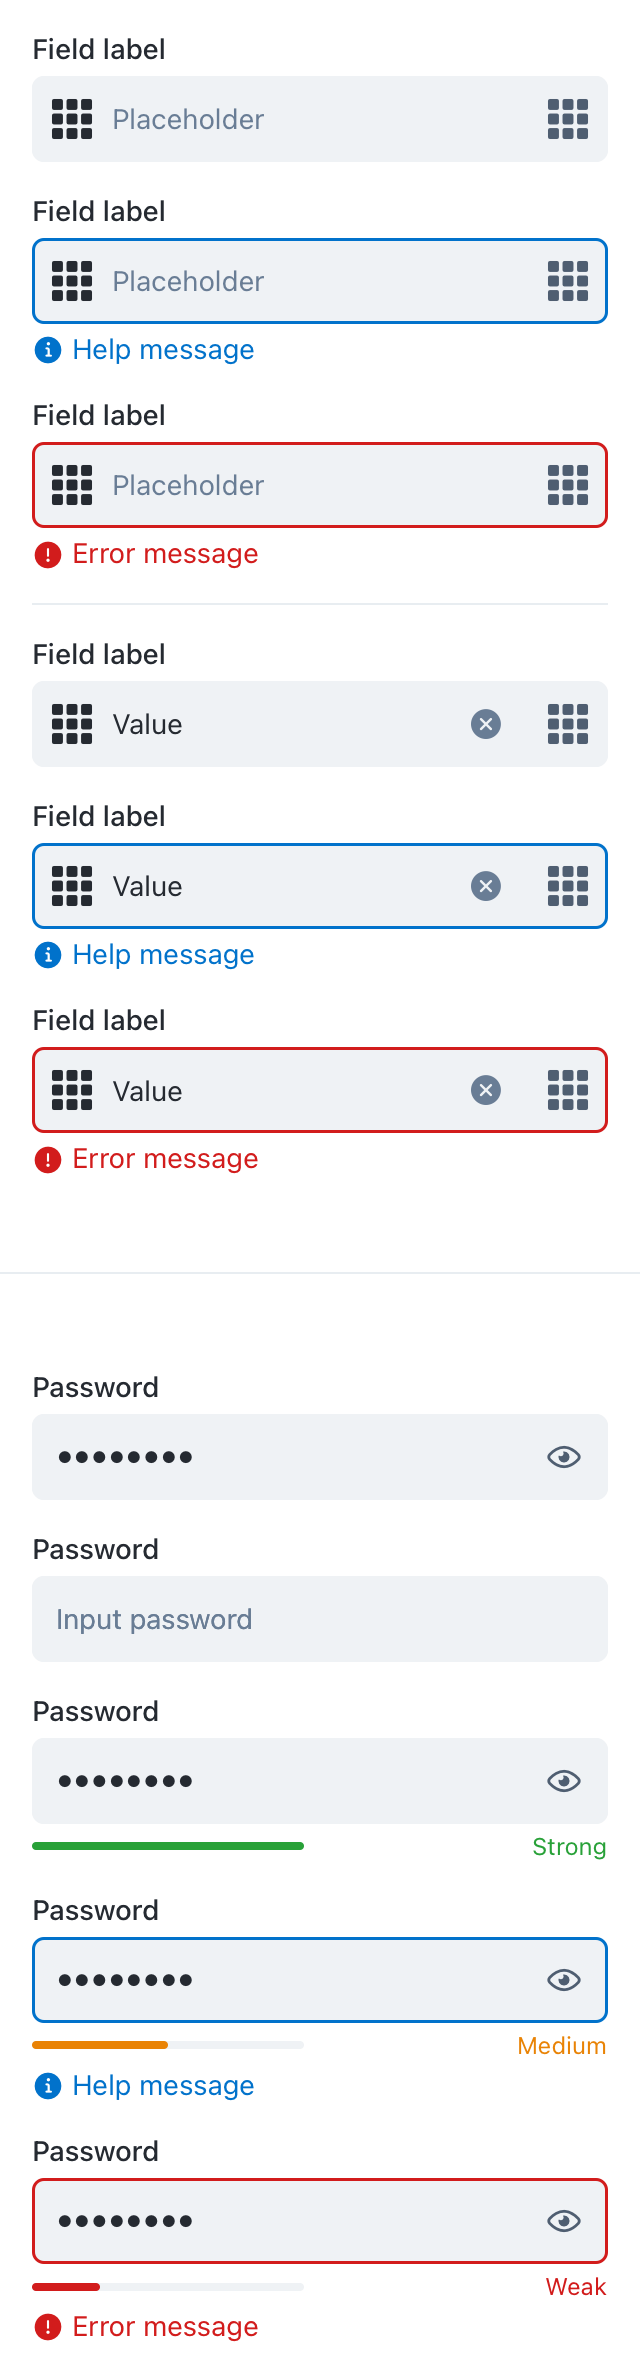 Field label
Placeholder
Field label
Placeholder
Help message
Field label
Placeholder
Error message
Field label
Value
Field label
Value
Help message
Field label
Value
Error message
Password
••••••••
Password
Input password
Password
••••••••
Strong
Password
••••••••
Medium
Help message
Password
••••••••
Weak
Error message